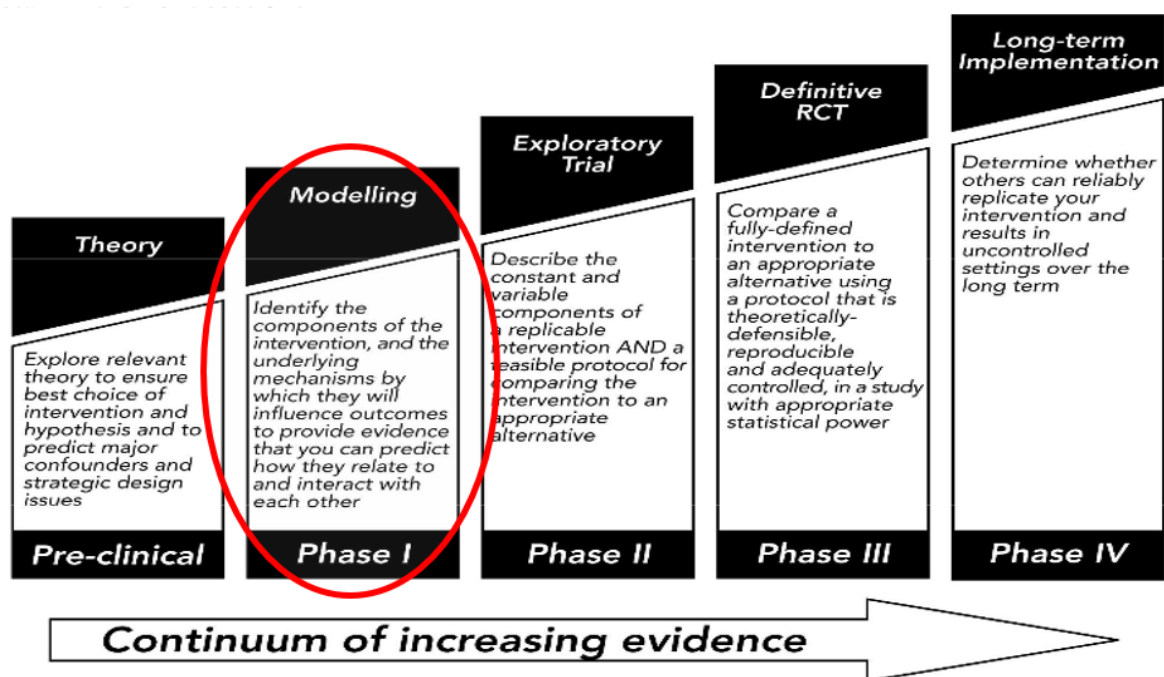 Theory
Explore relevant
theory to ensure
best choice of
intervention and
hypothesis and to
predict major
confounders and
strategic design
issues
Pre-clinical
Modelling
Identify the
components of the
intervention, and the
underlying
mechanisms by
which they will
influence outcomes
to provide evidence
that you can predict
how they relate to
and interact with
each other
Phase I
Exploratory
Trial
Describe the
constant and
variable
components of
a replicable
intervention AND a
feasible protocol for
comparing the
intervention to an
appropriate
alternative
Phase II
Definitive
RCT
Compare a
fully-defined
intervention to
an appropriate
alternative using
a protocol that is
theoretically-
defensible,
reproducible
and adequately
controlled, in a study
with appropriate
statistical power
Phase III
Long-term
Implementation
Determine whether
others can reliably
replicate your
intervention and
results in
uncontrolled
settings over the
long term
Phase IV
Continuum of increasing evidence